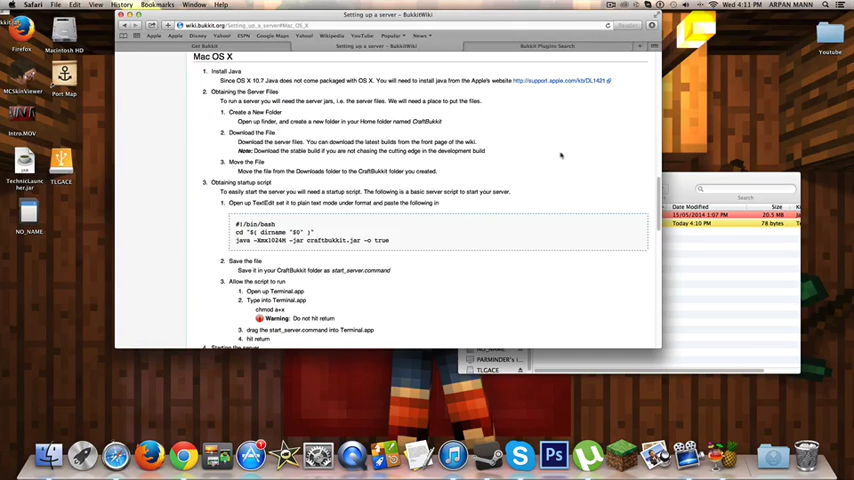 Safari File Edit View History Bookmarks Window Help
Wed 4:11 PM ARPAN MANN
Setting up a server – BukkitWiki
wiki.bukkit.org/Setting_up_a_server#Mac_OS_X
Reader
Apple Apple Disney Yahoo! ESPN Google Maps Yahoo! Wikipedia YouTube Popular News
Get Bukkit
Setting up a server – BukkitWiki
Bukkit Plugins Search
Mac OS X
1. Install Java
Since OS X 10.7 Java does not come packaged with OS X. You will need to install java from the Apple's website http://support.apple.com/kb/DL1421
2. Obtaining the Server Files
To run a server you will need the server jars, i.e. the server files. We will need a place to put the files.
1. Create a New Folder
Open up finder, and create a new folder in your Home folder named CraftBukkit
2. Download the File
Download the server files. You can download the latest builds from the front page of the wiki.
Note: Download the stable build if you are not chasing the cutting edge in the development build
3. Move the File
Move the file from the Downloads folder to the CraftBukkit folder you created.
3. Obtaining startup script
To easily start the server you will need a startup script. The following is a basic server script to start your server.
1. Open up TextEdit set it to plain text mode under format and paste the following in
#!/bin/bash
cd "$( dirname "$0" )"
java -Xmx1024M -jar craftbukkit.jar -o true
2. Save the file
Save it in your CraftBukkit folder as start_server.command
3. Allow the script to run
1. Open up Terminal.app
2. Type into Terminal.app
chmod a+x
Warning: Do not hit return
3. drag the start_server.command into Terminal.app
4. hit return
4. Starting the server
Firefox
Macintosh HD
MCSkinViewer
Port Map
Intro.MOV
TechnicLauncher.jar
TLGACE
NO_NAME
YouTube
Search
Date Modified Size
15/05/2014 1:07 PM 20.5 MB
Today 4:10 PM 78 bytes
NO_NAME
PARMINDER's i...
TLGACE